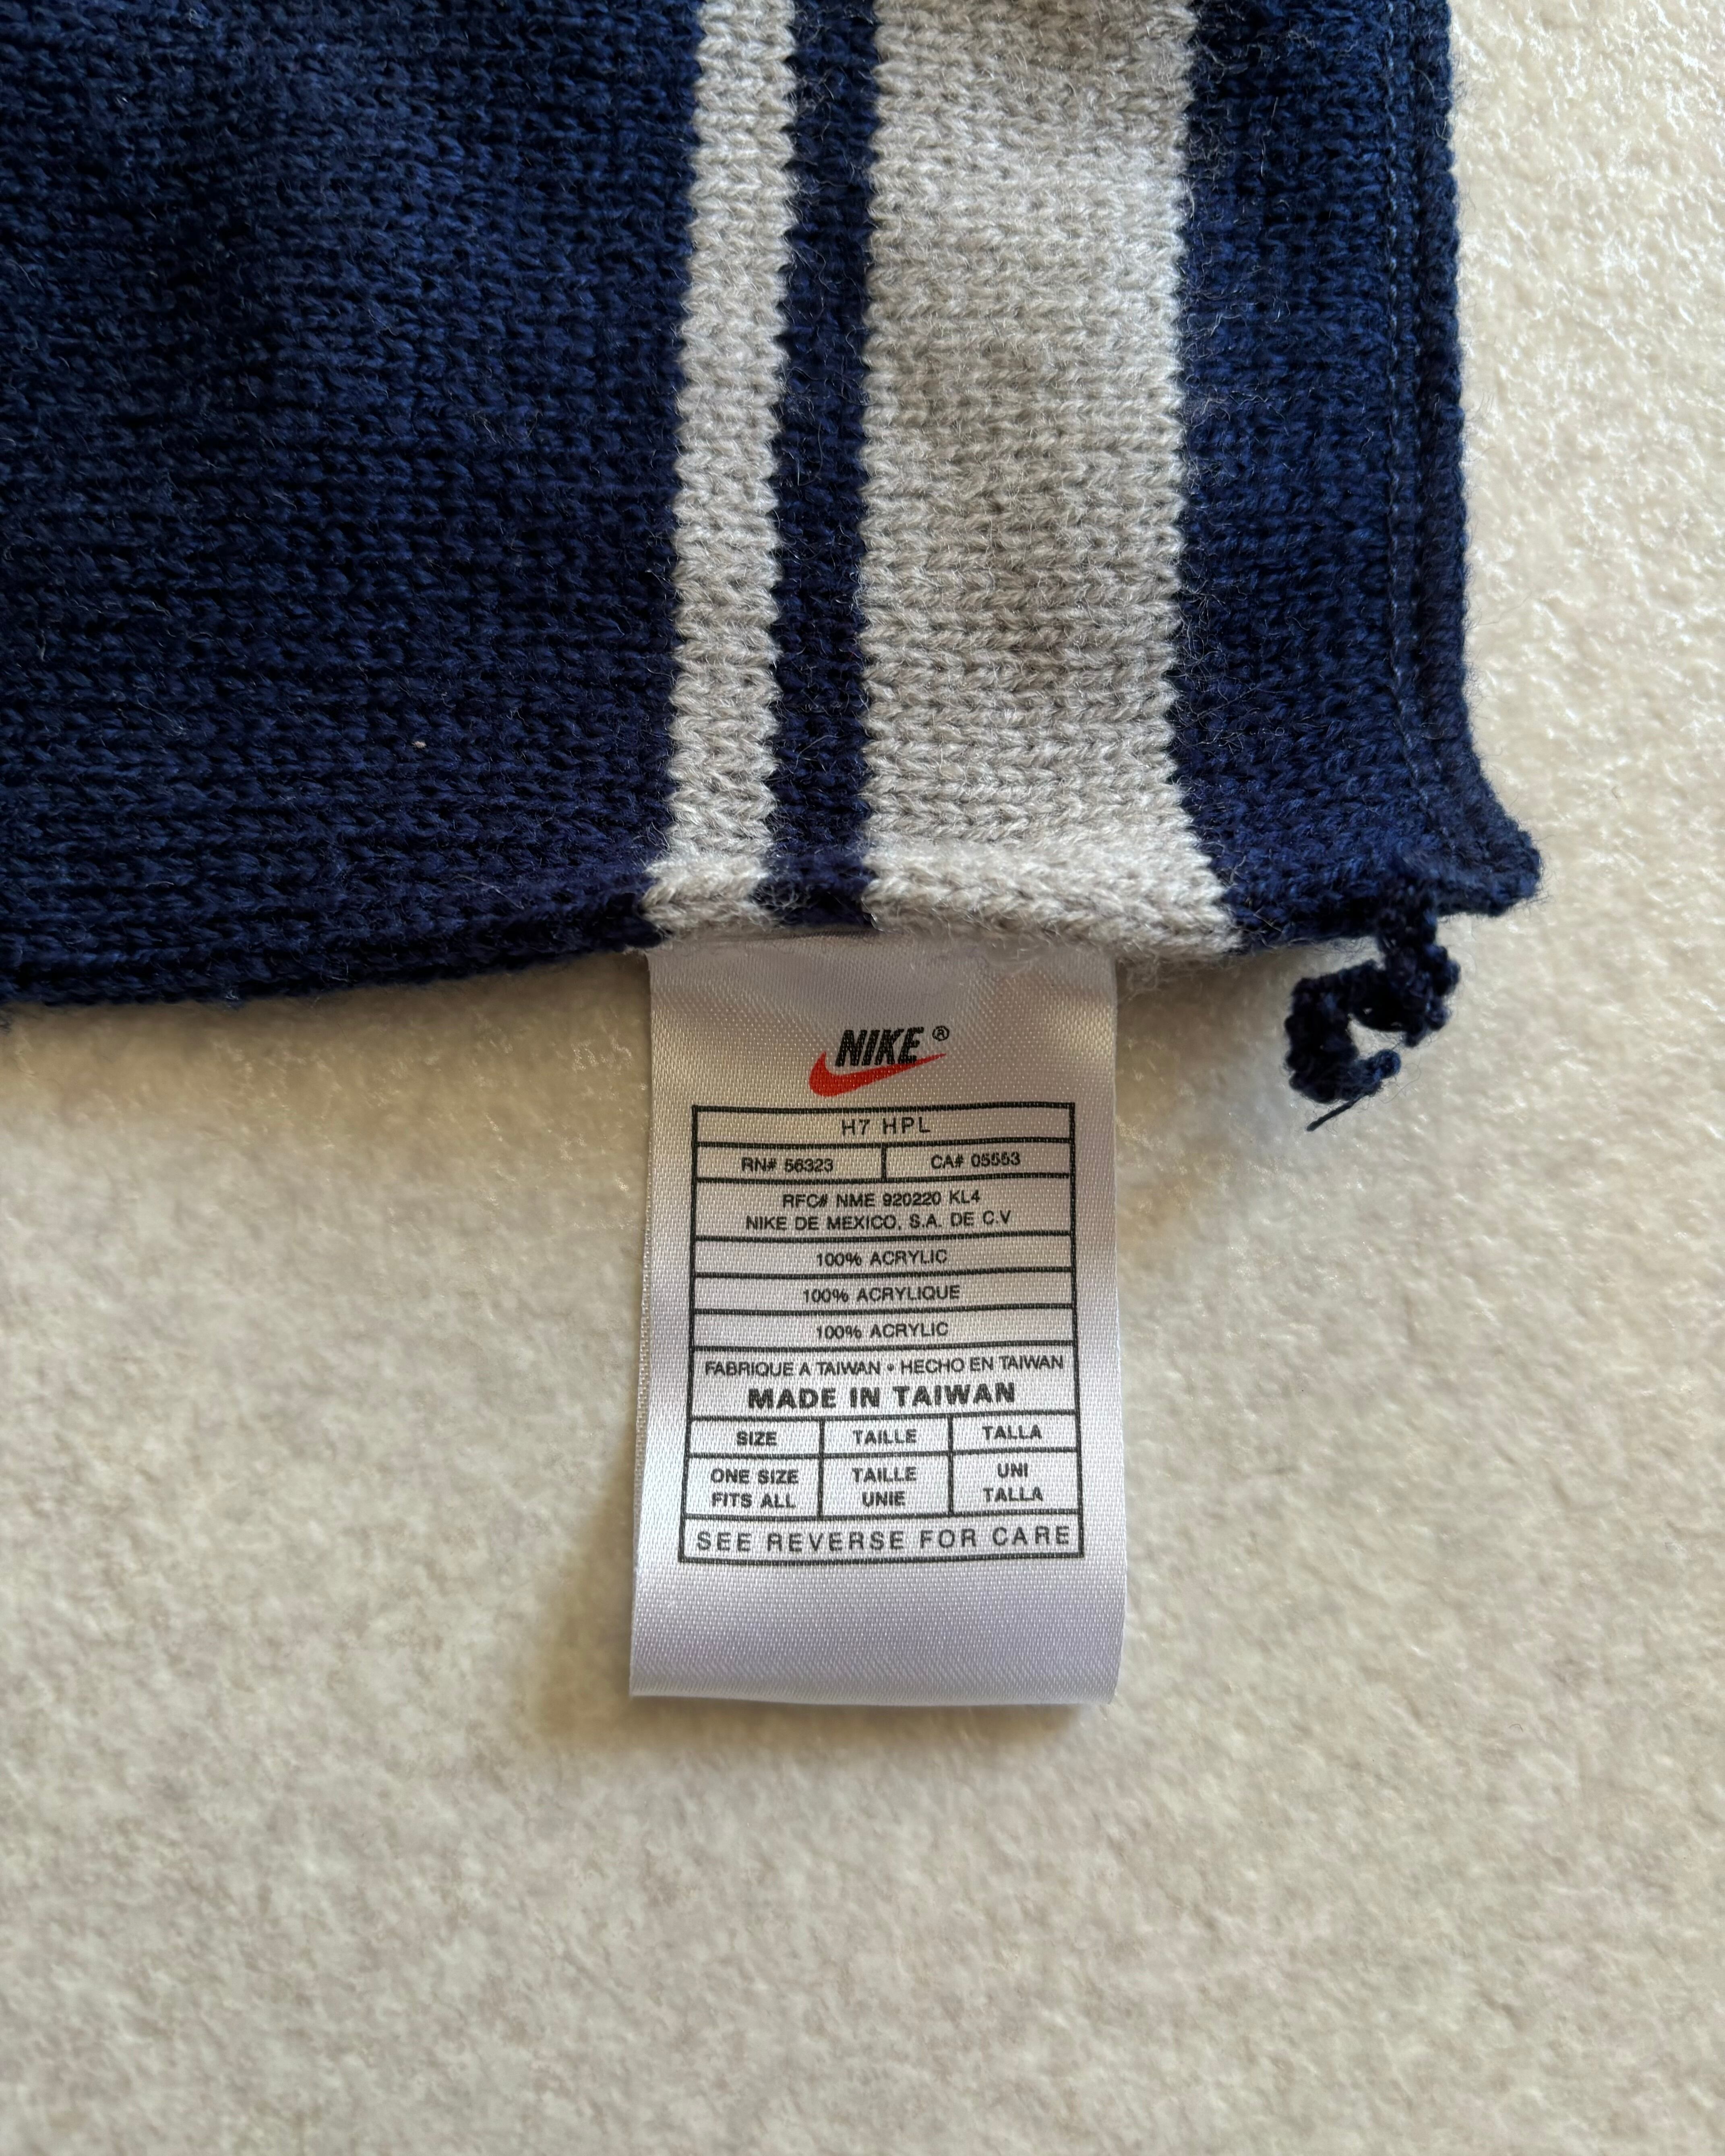 NIKE ®
H7 HPL
RN# 56323 CA# 05553
RFC# NME 920220 KL4
NIKE DE MEXICO, S.A. DE C.V
100% ACRYLIC
100% ACRYLIQUE
100% ACRYLIC
FABRIQUE A TAIWAN • HECHO EN TAIWAN
MADE IN TAIWAN
SIZE TAILLE TALLA
ONE SIZE TAILLE UNI
FITS ALL UNIE TALLA
SEE REVERSE FOR CARE